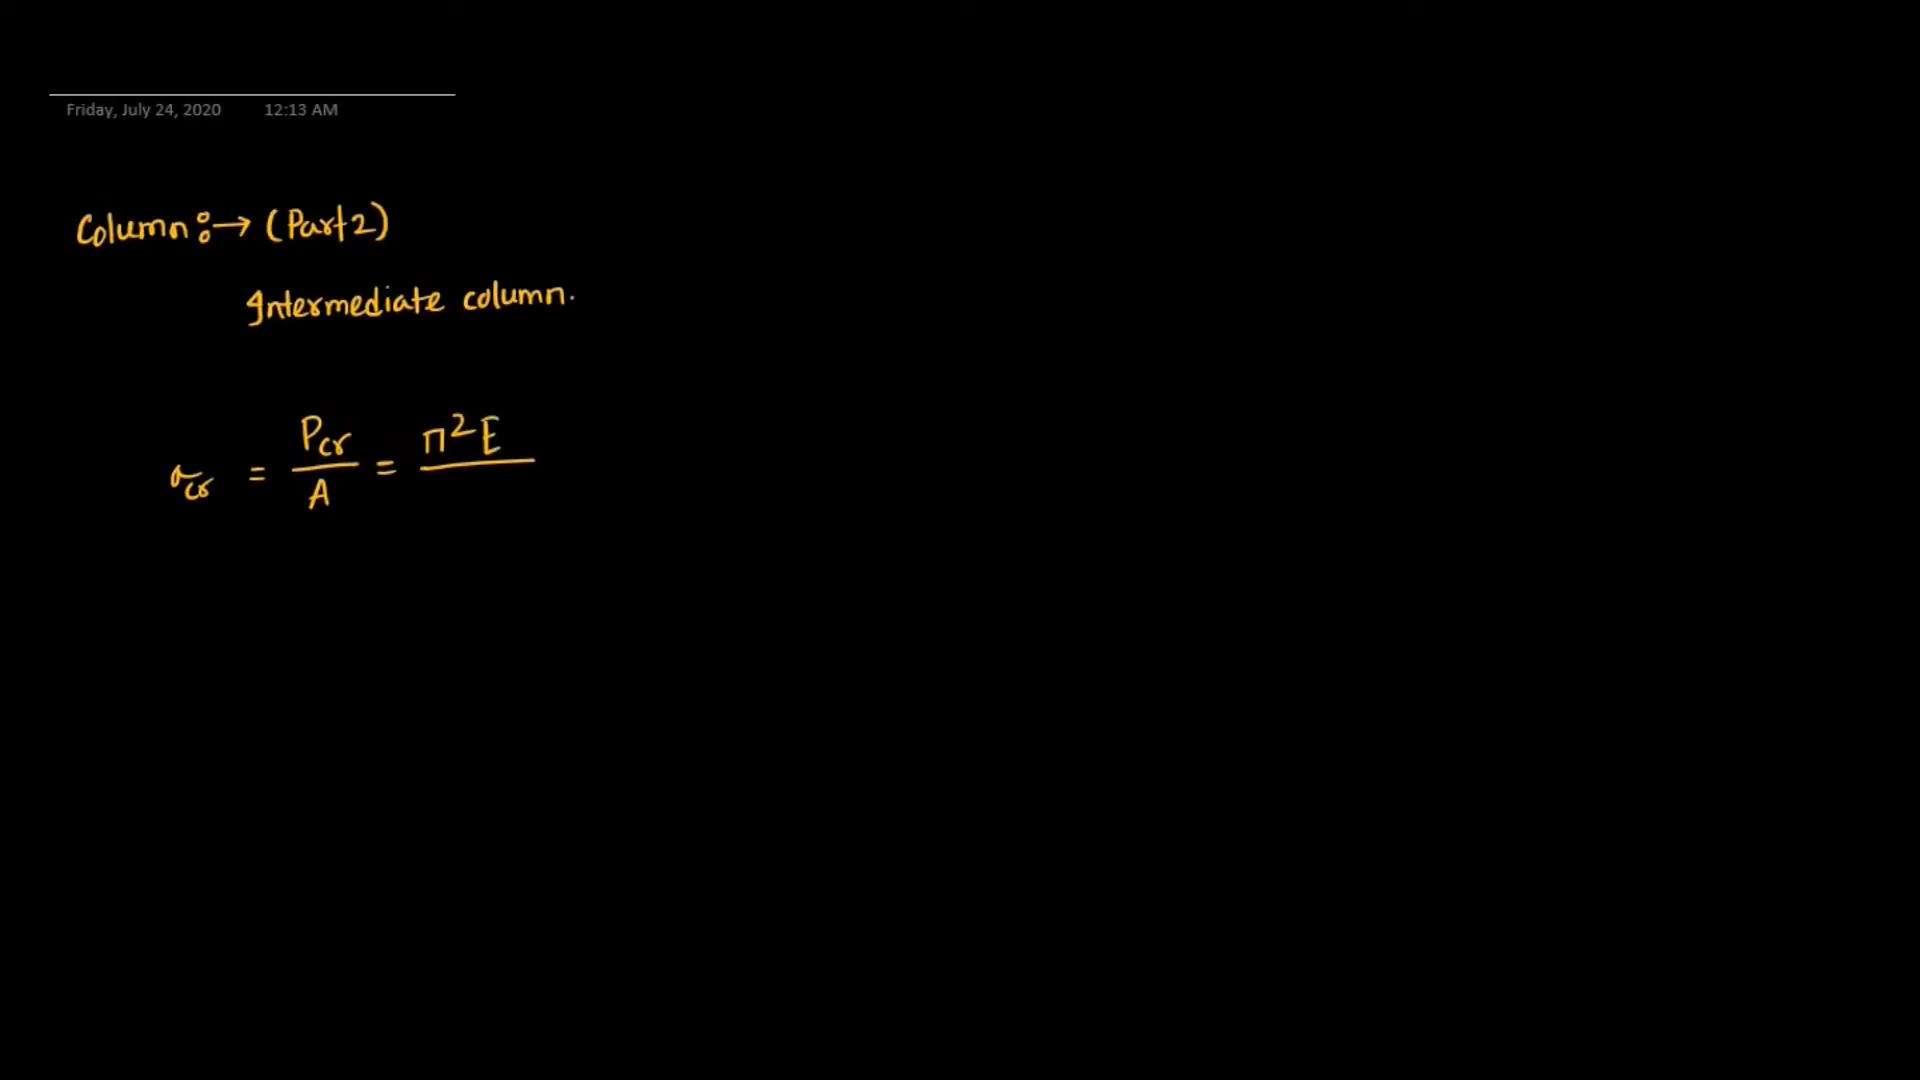 Friday, July 24, 2020 12:13 AM
Column:→ (Part 2)
Intermediate column.
σcr = Pcr / A = π²E /